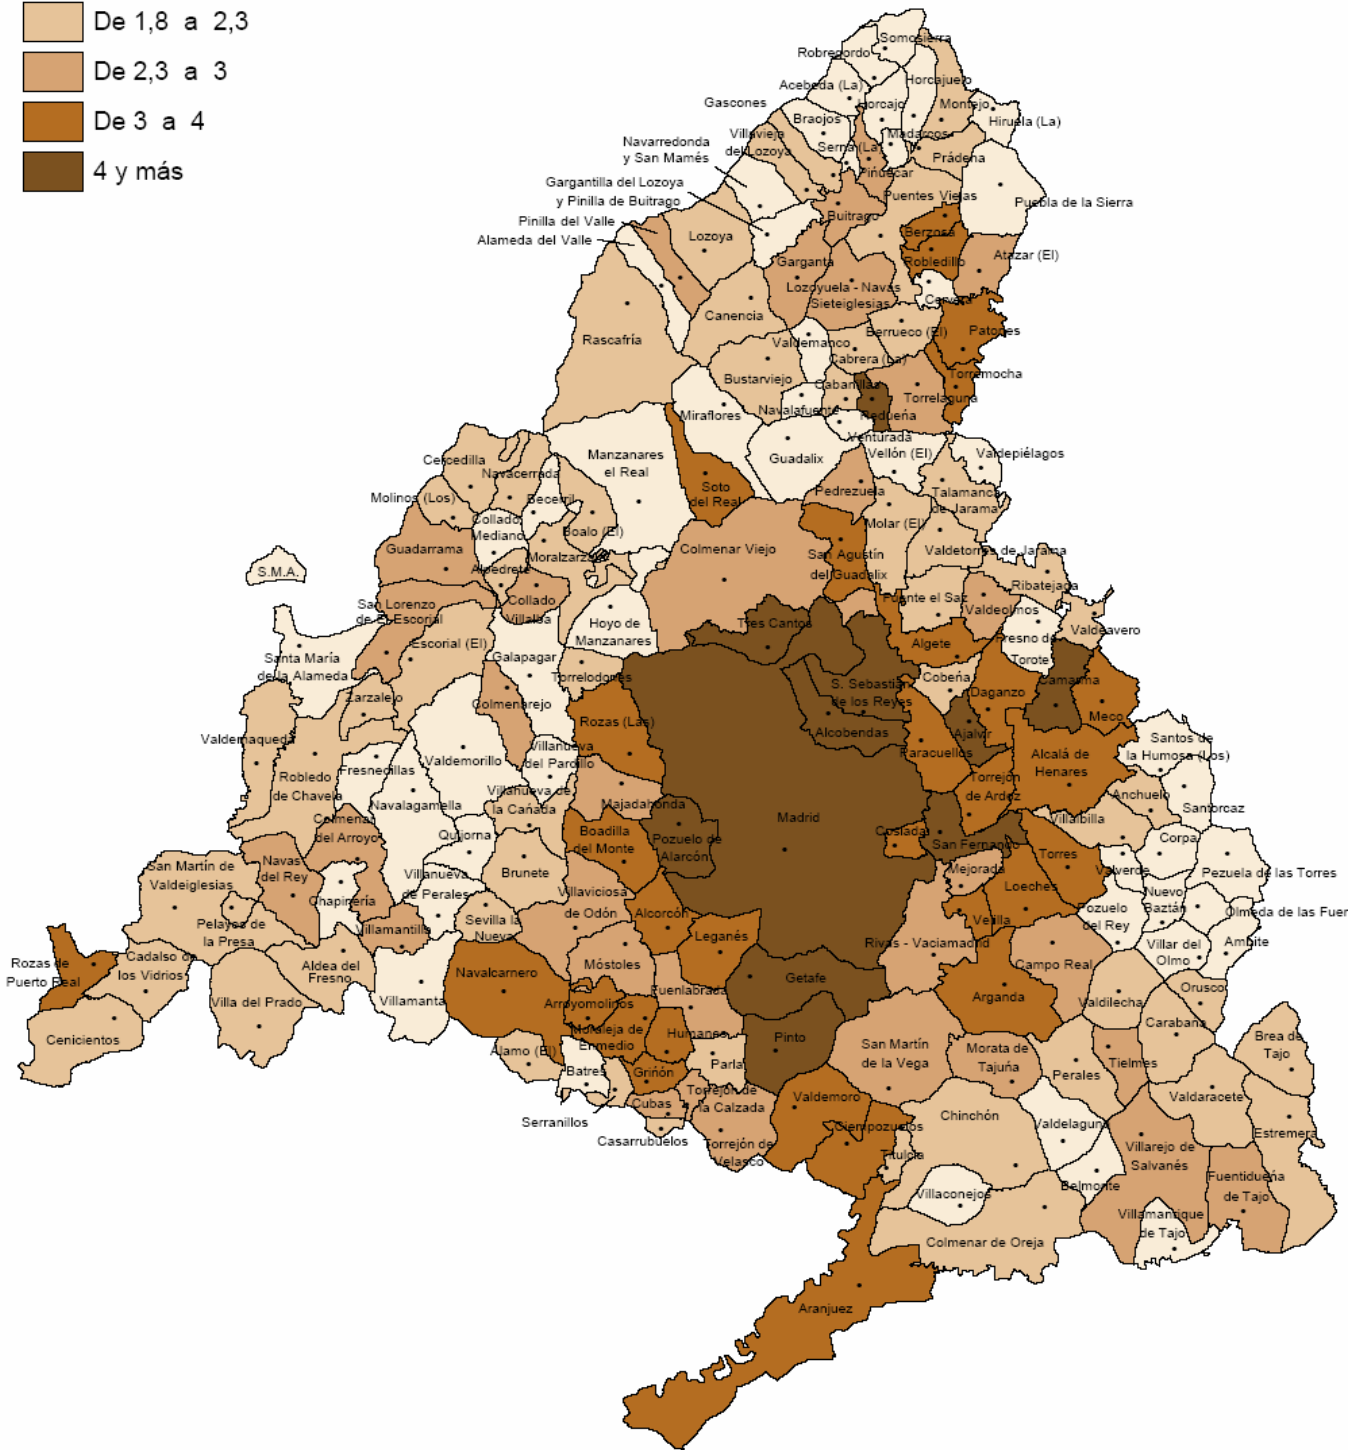 De 1,8 a 2,3
De 2,3 a 3
De 3 a 4
4 y más
Somosierra
Robregordo
Acebeda (La)
Horcajuelo
Gascones
Horcajo
Montejo
Braojos
Hiruela (La)
Villavieja
del Lozoya
Madarcos
Navarredonda
y San Mamés
Serna (La)
Prádena
Piñuecar
Gargantilla del Lozoya
y Pinilla de Buitrago
Puentes Viejas
Puebla de la Sierra
Pinilla del Valle
Buitrago
Alameda del Valle
Lozoya
Berzosa
Robledillo
Atazar (El)
Garganta
Lozoyuela - Navas
Sieteiglesias
Cervera
Canencia
Rascafría
Berrueco (El)
Patones
Valdemanco
Cabrera (La)
Bustarviejo
Cabanillas
Torremocha
Torrelaguna
Miraflores
Navalafuente
Redueña
Venturada
Manzanares
el Real
Guadalix
Vellón (El)
Valdepiélagos
Cercedilla
Navacerrada
Soto
del Real
Pedrezuela
Talamanca
de Jarama
Molinos (Los)
Becerril
Collado
Mediano
Boalo (El)
Molar (El)
Guadarrama
Moralzarzal
Colmenar Viejo
San Agustín
del Guadalix
Valdetorres de Jarama
S.M.A.
Alpedrete
Ribatejada
Collado
Villalba
Fuente el Saz
Valdeolmos
San Lorenzo
de El Escorial
Hoyo de
Manzanares
Tres Cantos
Valdeavero
Escorial (El)
Algete
Fresno de
Torote
Santa María
de la Alameda
Galapagar
Torrelodones
Cobeña
Camarma
S. Sebastián
de los Reyes
Daganzo
Zarzalejo
Colmenarejo
Meco
Rozas (Las)
Alcobendas
Ajalvir
Valdemaqueda
Villanueva
del Pardillo
Paracuellos
Alcalá de
Henares
Santos de
la Humosa (Los)
Valdemorillo
Fresnedillas
Robledo
de Chavela
Torrejón
de Ardoz
Villanueva de
la Cañada
Anchuelo
Navalagamella
Majadahonda
Santorcaz
Colmenar
del Arroyo
Madrid
Villalbilla
Boadilla
del Monte
Pozuelo de
Alarcón
Coslada
Quijorna
San Fernando
Corpa
Torres
San Martín de
Valdeiglesias
Navas
del Rey
Brunete
Mejorada
Valverde
Villanueva
de Perales
Pezuela de las Torres
Loeches
Villaviciosa
de Odón
Nuevo
Baztán
Chapinería
Alcorcón
Pozuelo
del Rey
Olmeda de las Fuen
Pelayos de
la Presa
Sevilla la
Nueva
Velilla
Villamantilla
Leganés
Rivas - Vaciamadrid
Villar del
Olmo
Ambite
Rozas de
Puerto Real
Cadalso de
los Vidrios
Aldea del
Fresno
Móstoles
Campo Real
Navalcarnero
Getafe
Orusco
Fuenlabrada
Villa del Prado
Villamanta
Arroyomolinos
Arganda
Valdilecha
Carabaña
Moraleja de
Enmedio
Humanes
Pinto
Cenicientos
San Martín
de la Vega
Morata de
Tajuña
Brea de
Tajo
Alamo (El)
Parla
Tielmes
Batres
Griñón
Perales
Torrejón de
la Calzada
Valdemoro
Valdaracete
Cubas
Chinchón
Serranillos
Ciempozuelos
Valdelaguna
Casarrubuelos
Torrejón de
Velasco
Villarejo de
Salvanés
Estremera
Titulcia
Fuentidueña
de Tajo
Villaconejos
Belmonte
Villamanrique
de Tajo
Colmenar de Oreja
Aranjuez